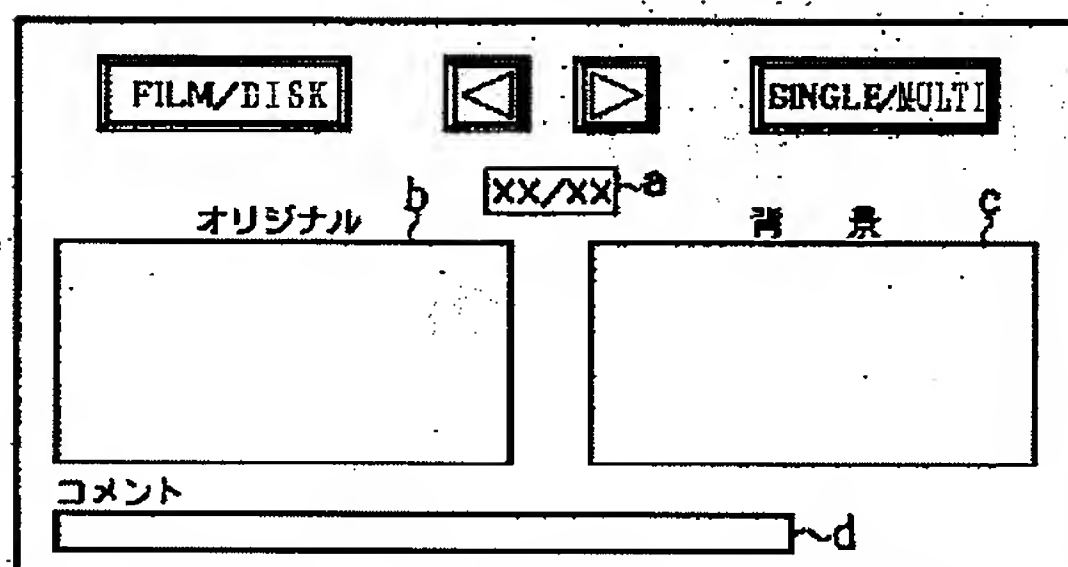 FILM/DISK ◁ ▷ SINGLE/MULTI
XX/XX a
オリジナル b 背 景 c
コメント
d